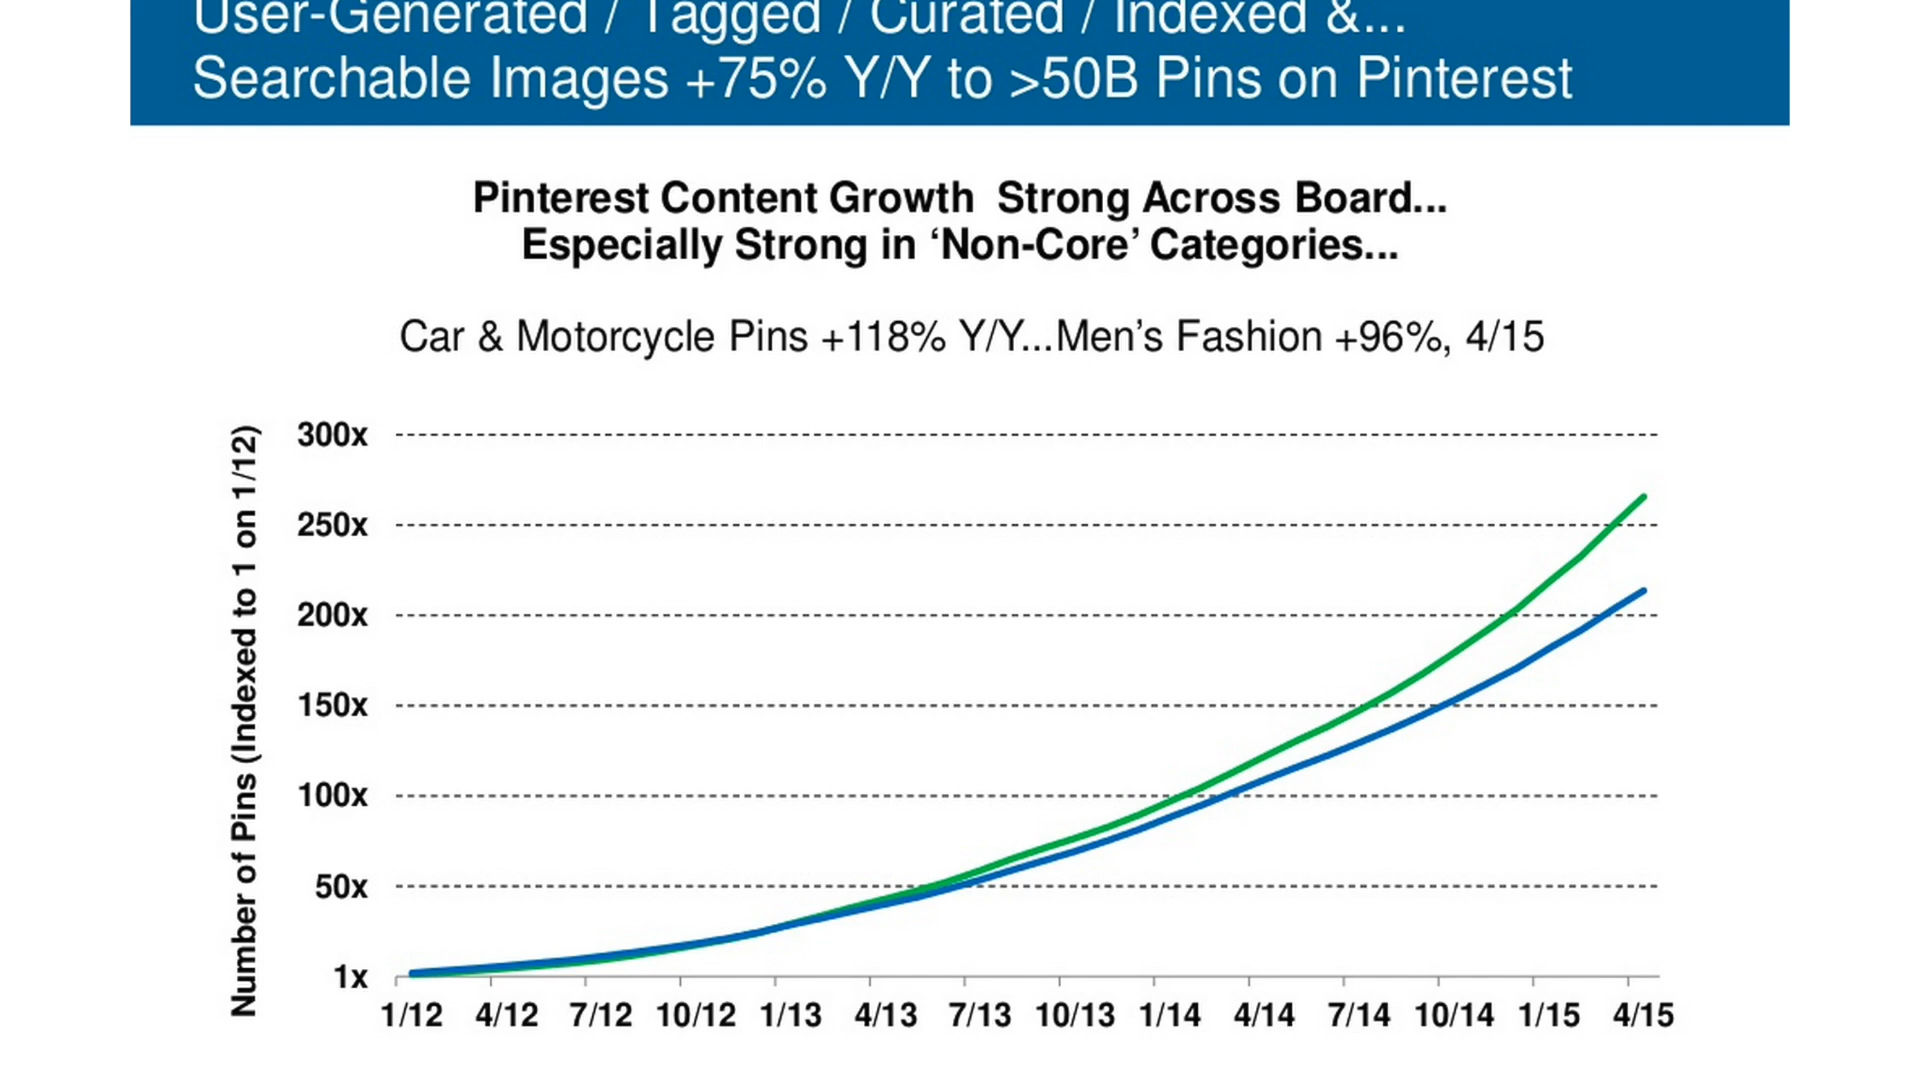 User-Generated / Tagged / Curated / Indexed &...
Searchable Images +75% Y/Y to >50B Pins on Pinterest
Pinterest Content Growth  Strong Across Board...
Especially Strong in ‘Non-Core’ Categories...
Car & Motorcycle Pins +118% Y/Y...Men’s Fashion +96%, 4/15
Number of Pins (Indexed to 1 on 1/12)
300x
250x
200x
150x
100x
50x
1x
1/12 4/12 7/12 10/12 1/13 4/13 7/13 10/13 1/14 4/14 7/14 10/14 1/15 4/15